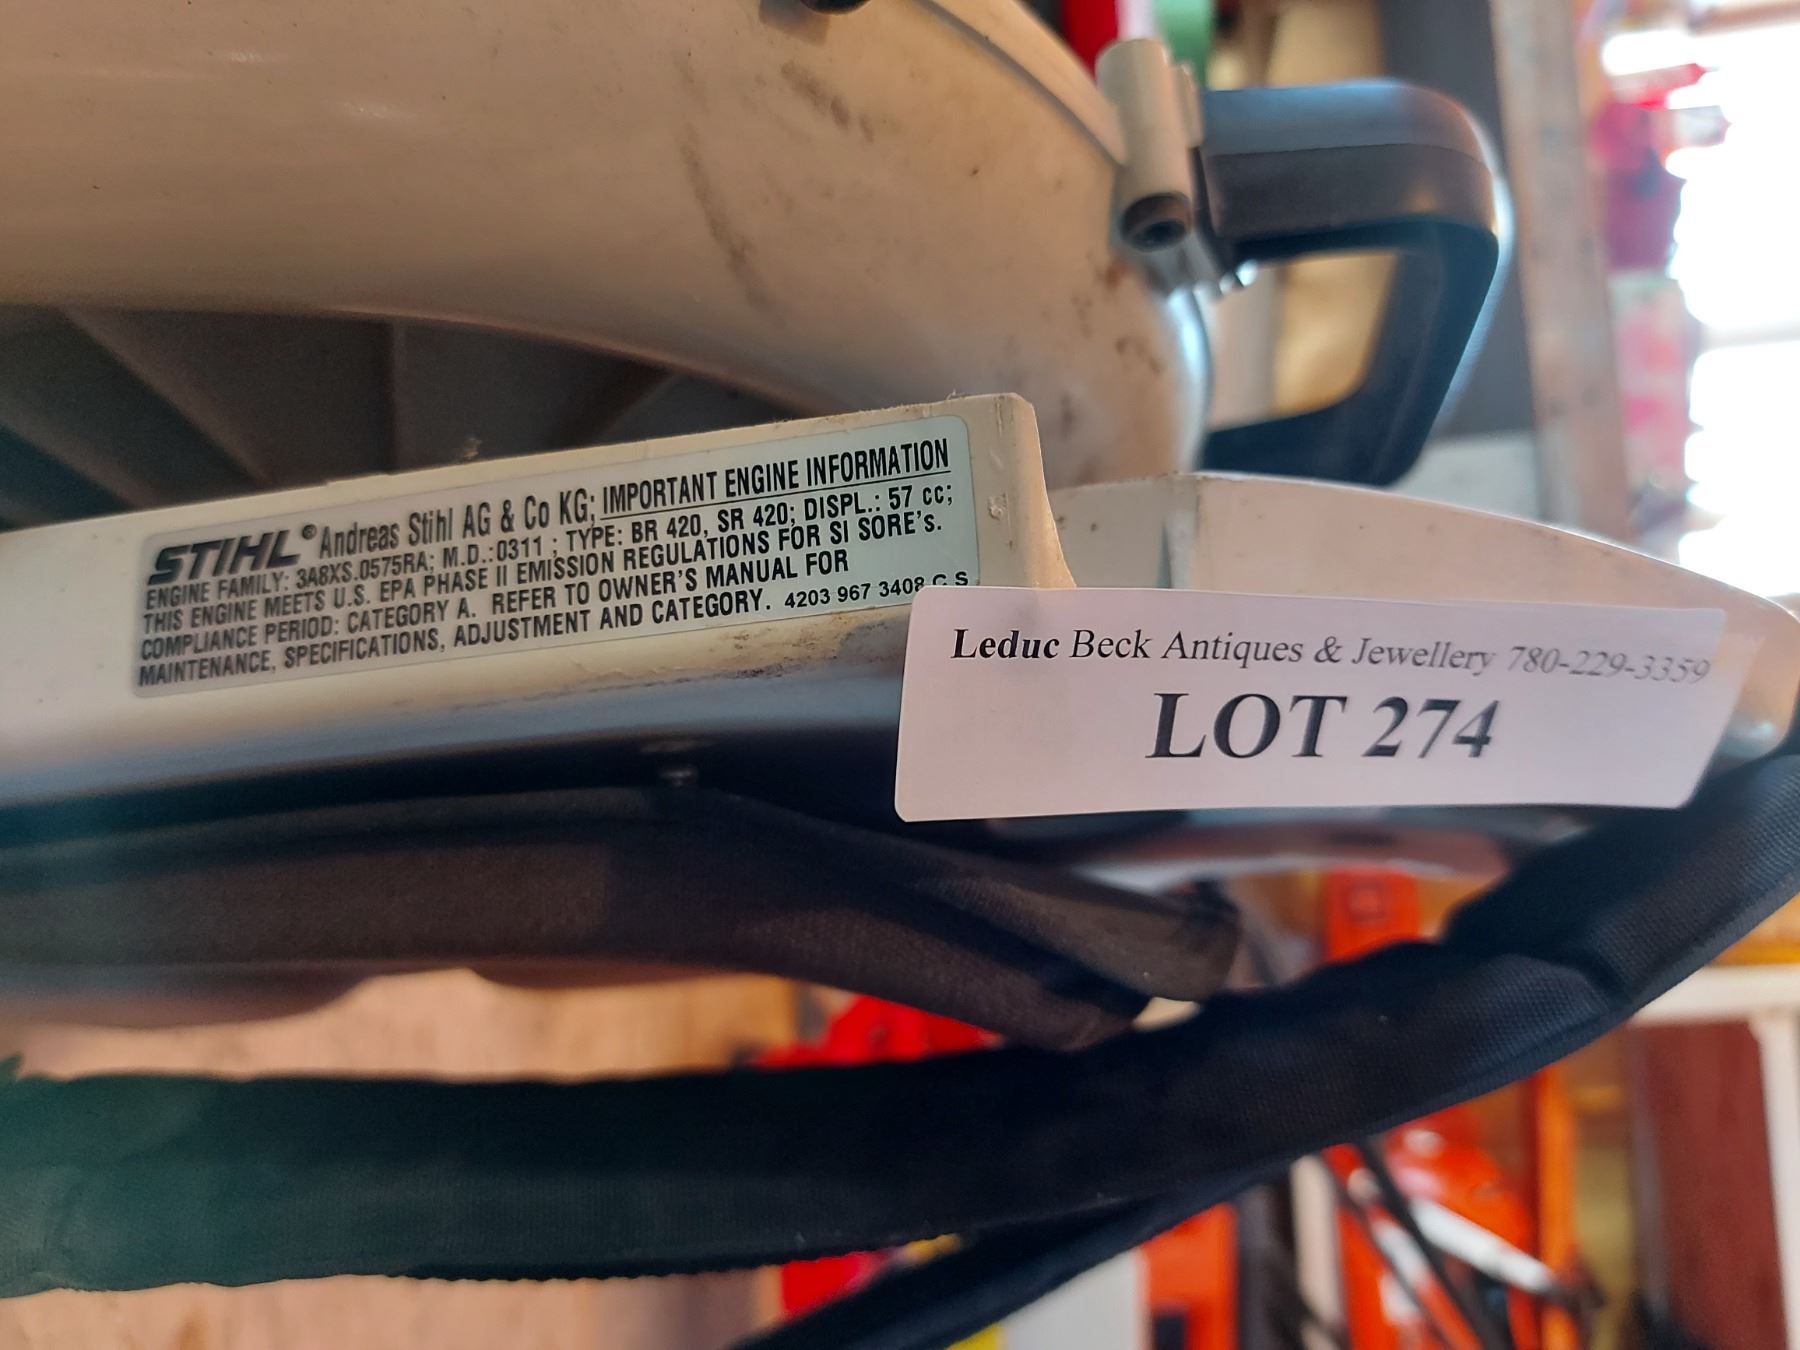 STIHL® Andreas Stihl AG & Co KG; IMPORTANT ENGINE INFORMATION
ENGINE FAMILY: 3A8XS.0575RA; M.D.:0311 ; TYPE: BR 420, SR 420; DISPL.: 57 cc;
THIS ENGINE MEETS U.S. EPA PHASE II EMISSION REGULATIONS FOR SI SORE's.
COMPLIANCE PERIOD: CATEGORY A. REFER TO OWNER'S MANUAL FOR
MAINTENANCE, SPECIFICATIONS, ADJUSTMENT AND CATEGORY. 4203 967 3408 C S
Leduc Beck Antiques & Jewellery 780-229-3359
LOT 274